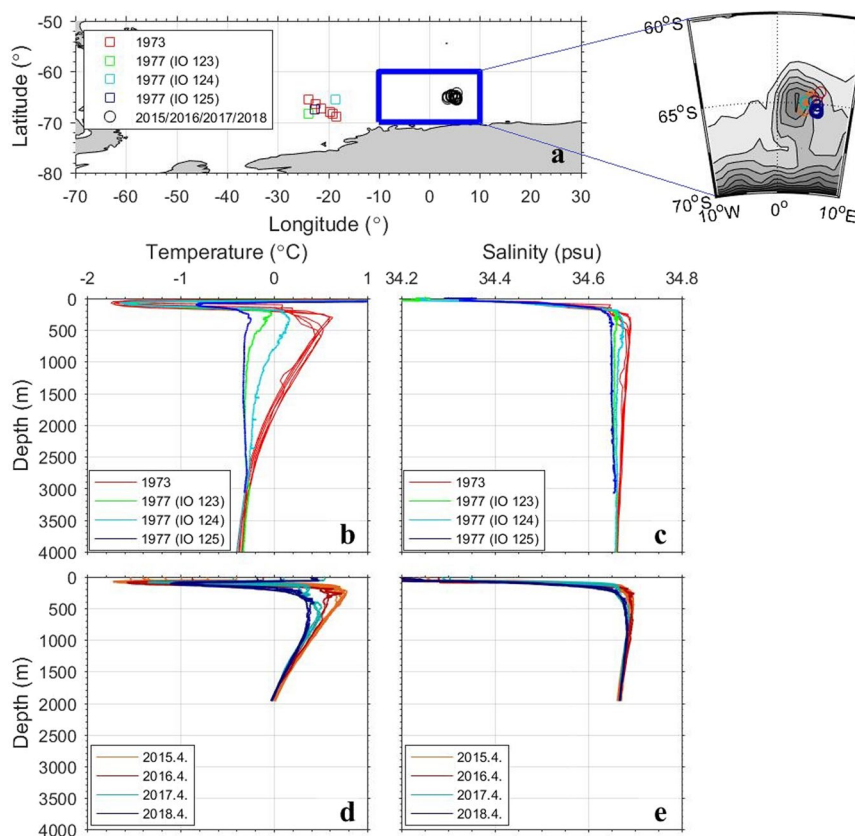 -50
-60
-70
-80
Latitude (°)
1973
1977 (IO 123)
1977 (IO 124)
1977 (IO 125)
2015/2016/2017/2018
a
-70 -60 -50 -40 -30 -20 -10 0 10 20 30
Longitude (°)
60°S
65°S
70°S
10°W
0°
10°E
Temperature (°C)
-2 -1 0 1
0
500
1000
1500
2000
2500
3000
3500
4000
Depth (m)
1973
1977 (IO 123)
1977 (IO 124)
1977 (IO 125)
b
Salinity (psu)
34.2 34.4 34.6 34.8
1973
1977 (IO 123)
1977 (IO 124)
1977 (IO 125)
c
0
500
1000
1500
2000
2500
3000
3500
4000
Depth (m)
2015.4.
2016.4.
2017.4.
2018.4.
d
2015.4.
2016.4.
2017.4.
2018.4.
e